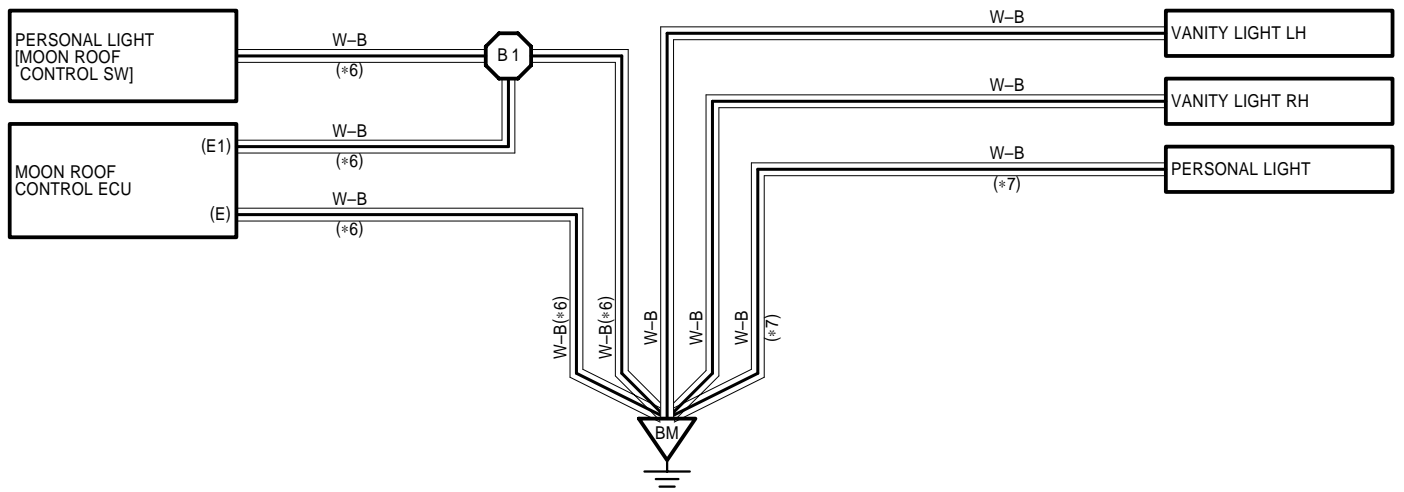 PERSONAL LIGHT
[MOON ROOF
CONTROL SW]
W–B
(∗6)
B1
MOON ROOF
CONTROL ECU
(E1)
W–B
(∗6)
(E)
W–B
(∗6)
W–B
VANITY LIGHT LH
W–B
VANITY LIGHT RH
W–B
(∗7)
PERSONAL LIGHT
W–B(∗6)
W–B(∗6)
W–B
W–B
W–B
(∗7)
BM